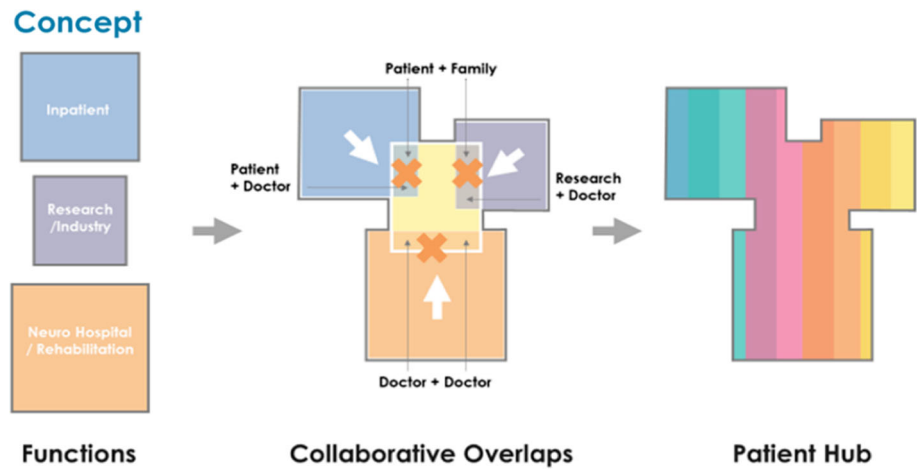 Concept
Inpatient
Research
/Industry
Neuro Hospital
/ Rehabilitation
Functions
Patient + Family
Patient
+ Doctor
Research
+ Doctor
Doctor + Doctor
Collaborative Overlaps
Patient Hub